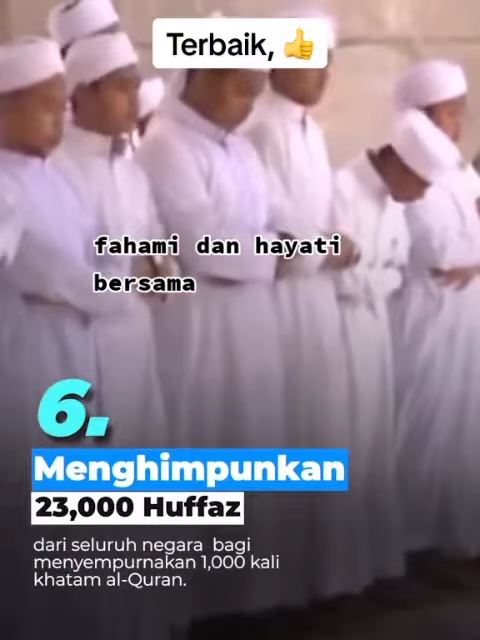 Terbaik, 👍
fahami dan hayati
bersama
6.
Menghimpunkan
23,000 Huffaz
dari seluruh negara bagi
menyempurnakan 1,000 kali
khatam al-Quran.